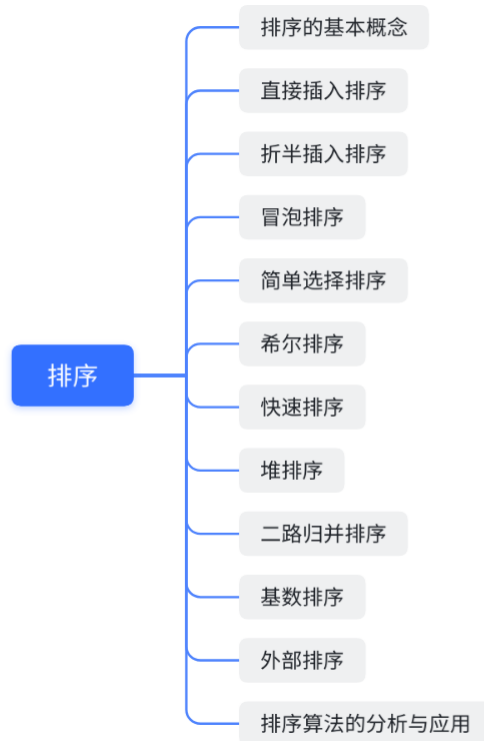 排序
排序的基本概念
直接插入排序
折半插入排序
冒泡排序
简单选择排序
希尔排序
快速排序
堆排序
二路归并排序
基数排序
外部排序
排序算法的分析与应用